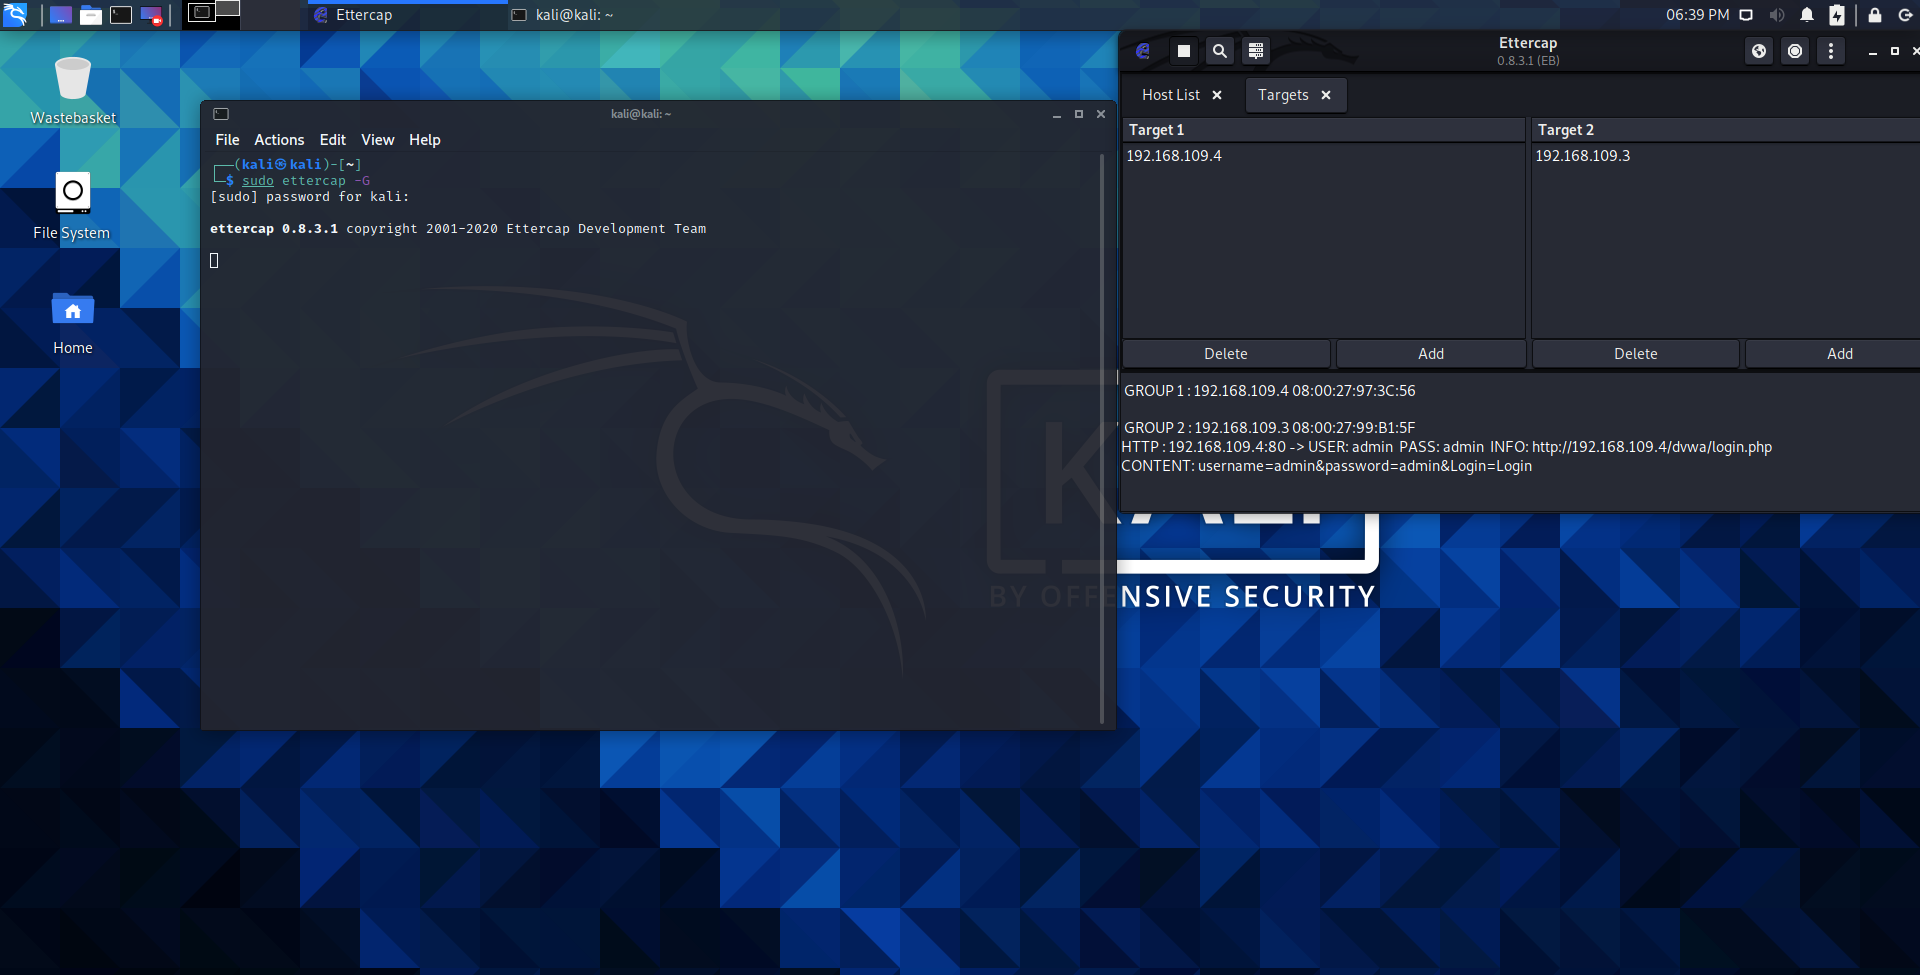 Ettercap
kali@kali: ~
06:39 PM
Wastebasket
File System
Home
kali@kali: ~
File Actions Edit View Help
┌──(kali㉿kali)-[~]
└─$ sudo ettercap -G
[sudo] password for kali:
ettercap 0.8.3.1 copyright 2001-2020 Ettercap Development Team
Ettercap
0.8.3.1 (EB)
Host List
Targets
Target 1
Target 2
192.168.109.4
192.168.109.3
Delete
Add
Delete
Add
GROUP 1 : 192.168.109.4 08:00:27:97:3C:56
GROUP 2 : 192.168.109.3 08:00:27:99:B1:5F
HTTP : 192.168.109.4:80 -> USER: admin PASS: admin INFO: http://192.168.109.4/dvwa/login.php
CONTENT: username=admin&password=admin&Login=Login
BY OFFENSIVE SECURITY